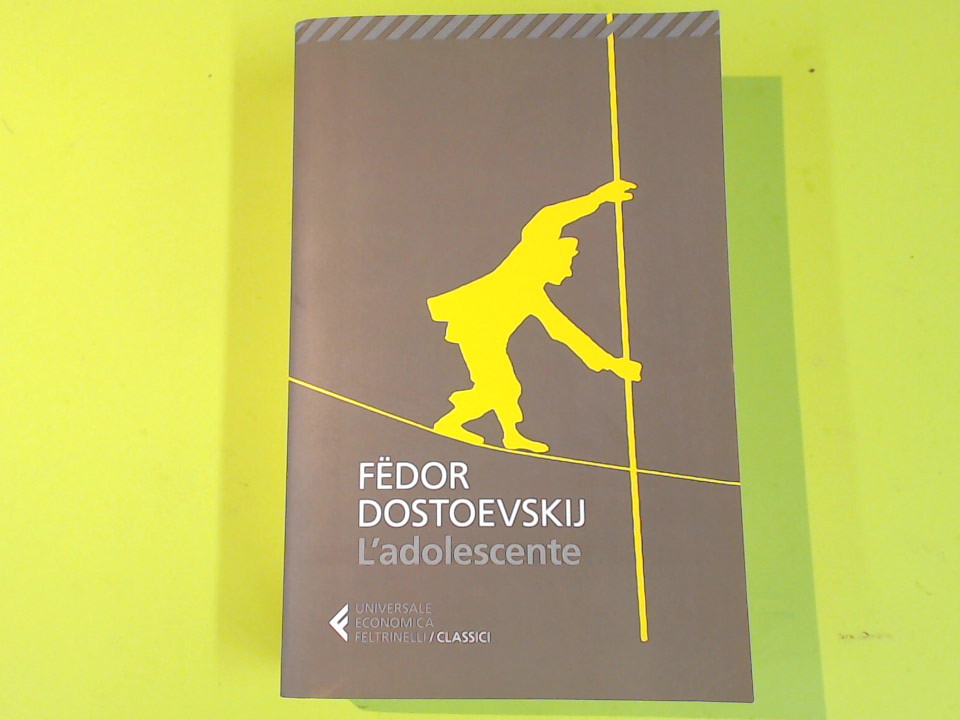 FËDOR
DOSTOEVSKIJ
L'adolescente
UNIVERSALE
ECONOMICA
FELTRINELLI/CLASSICI